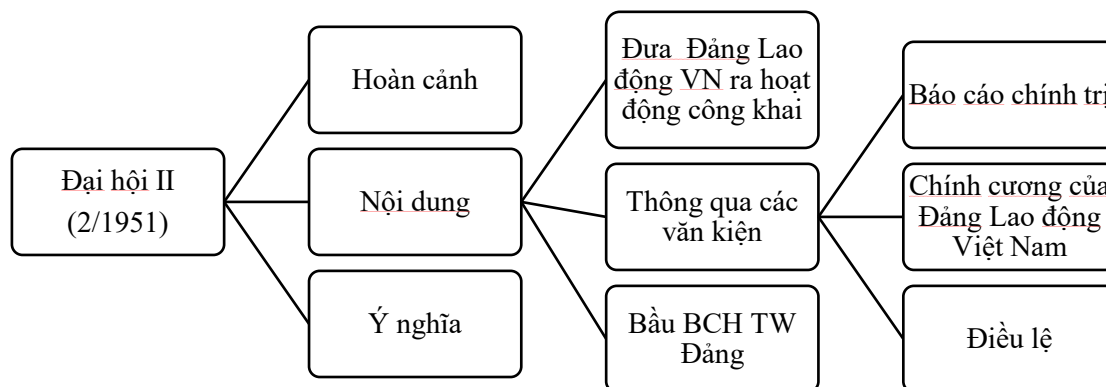 Đại hội II
(2/1951)
Hoàn cảnh
Nội dung
Ý nghĩa
Đưa Đảng Lao
động VN ra hoạt
động công khai
Thông qua các
văn kiện
Bầu BCH TW
Đảng
Báo cáo chính trị
Chính cương của
Đảng Lao động
Việt Nam
Điều lệ